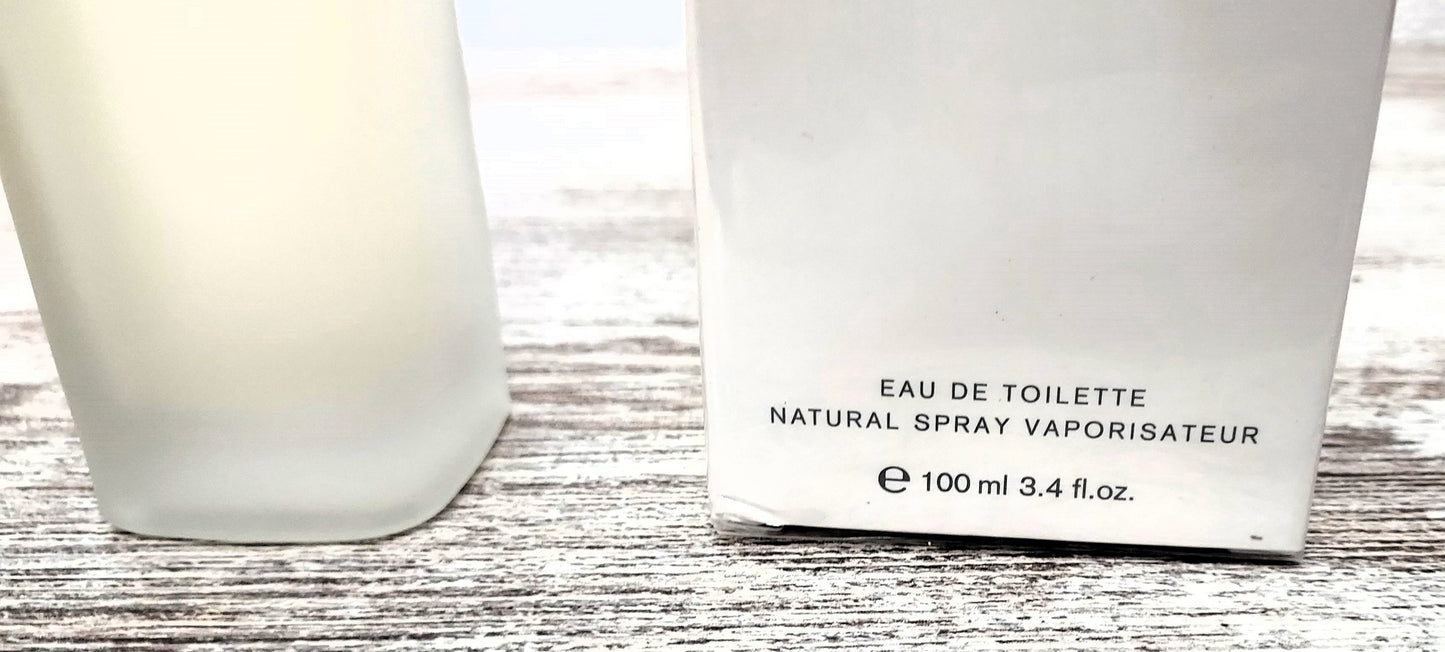 EAU DE TOILETTE
NATURAL SPRAY VAPORISATEUR
℮ 100 ml 3.4 fl.oz.